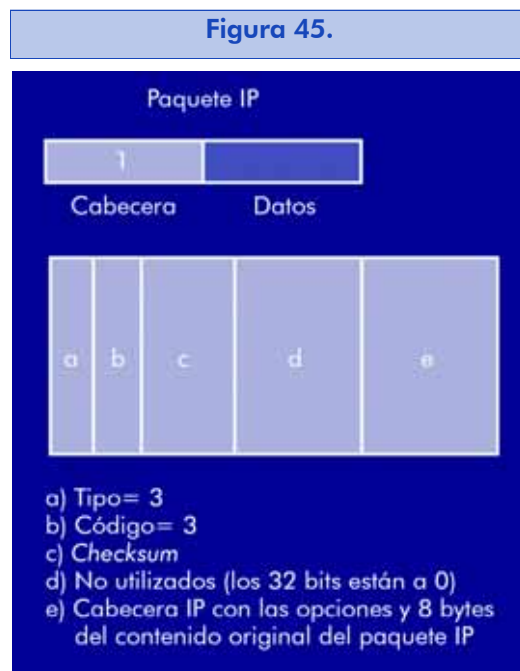 Figura 45.
Paquete IP
1
Cabecera Datos
a b c d e
a) Tipo= 3
b) Código= 3
c) Checksum
d) No utilizados (los 32 bits están a 0)
e) Cabecera IP con las opciones y 8 bytes
del contenido original del paquete IP